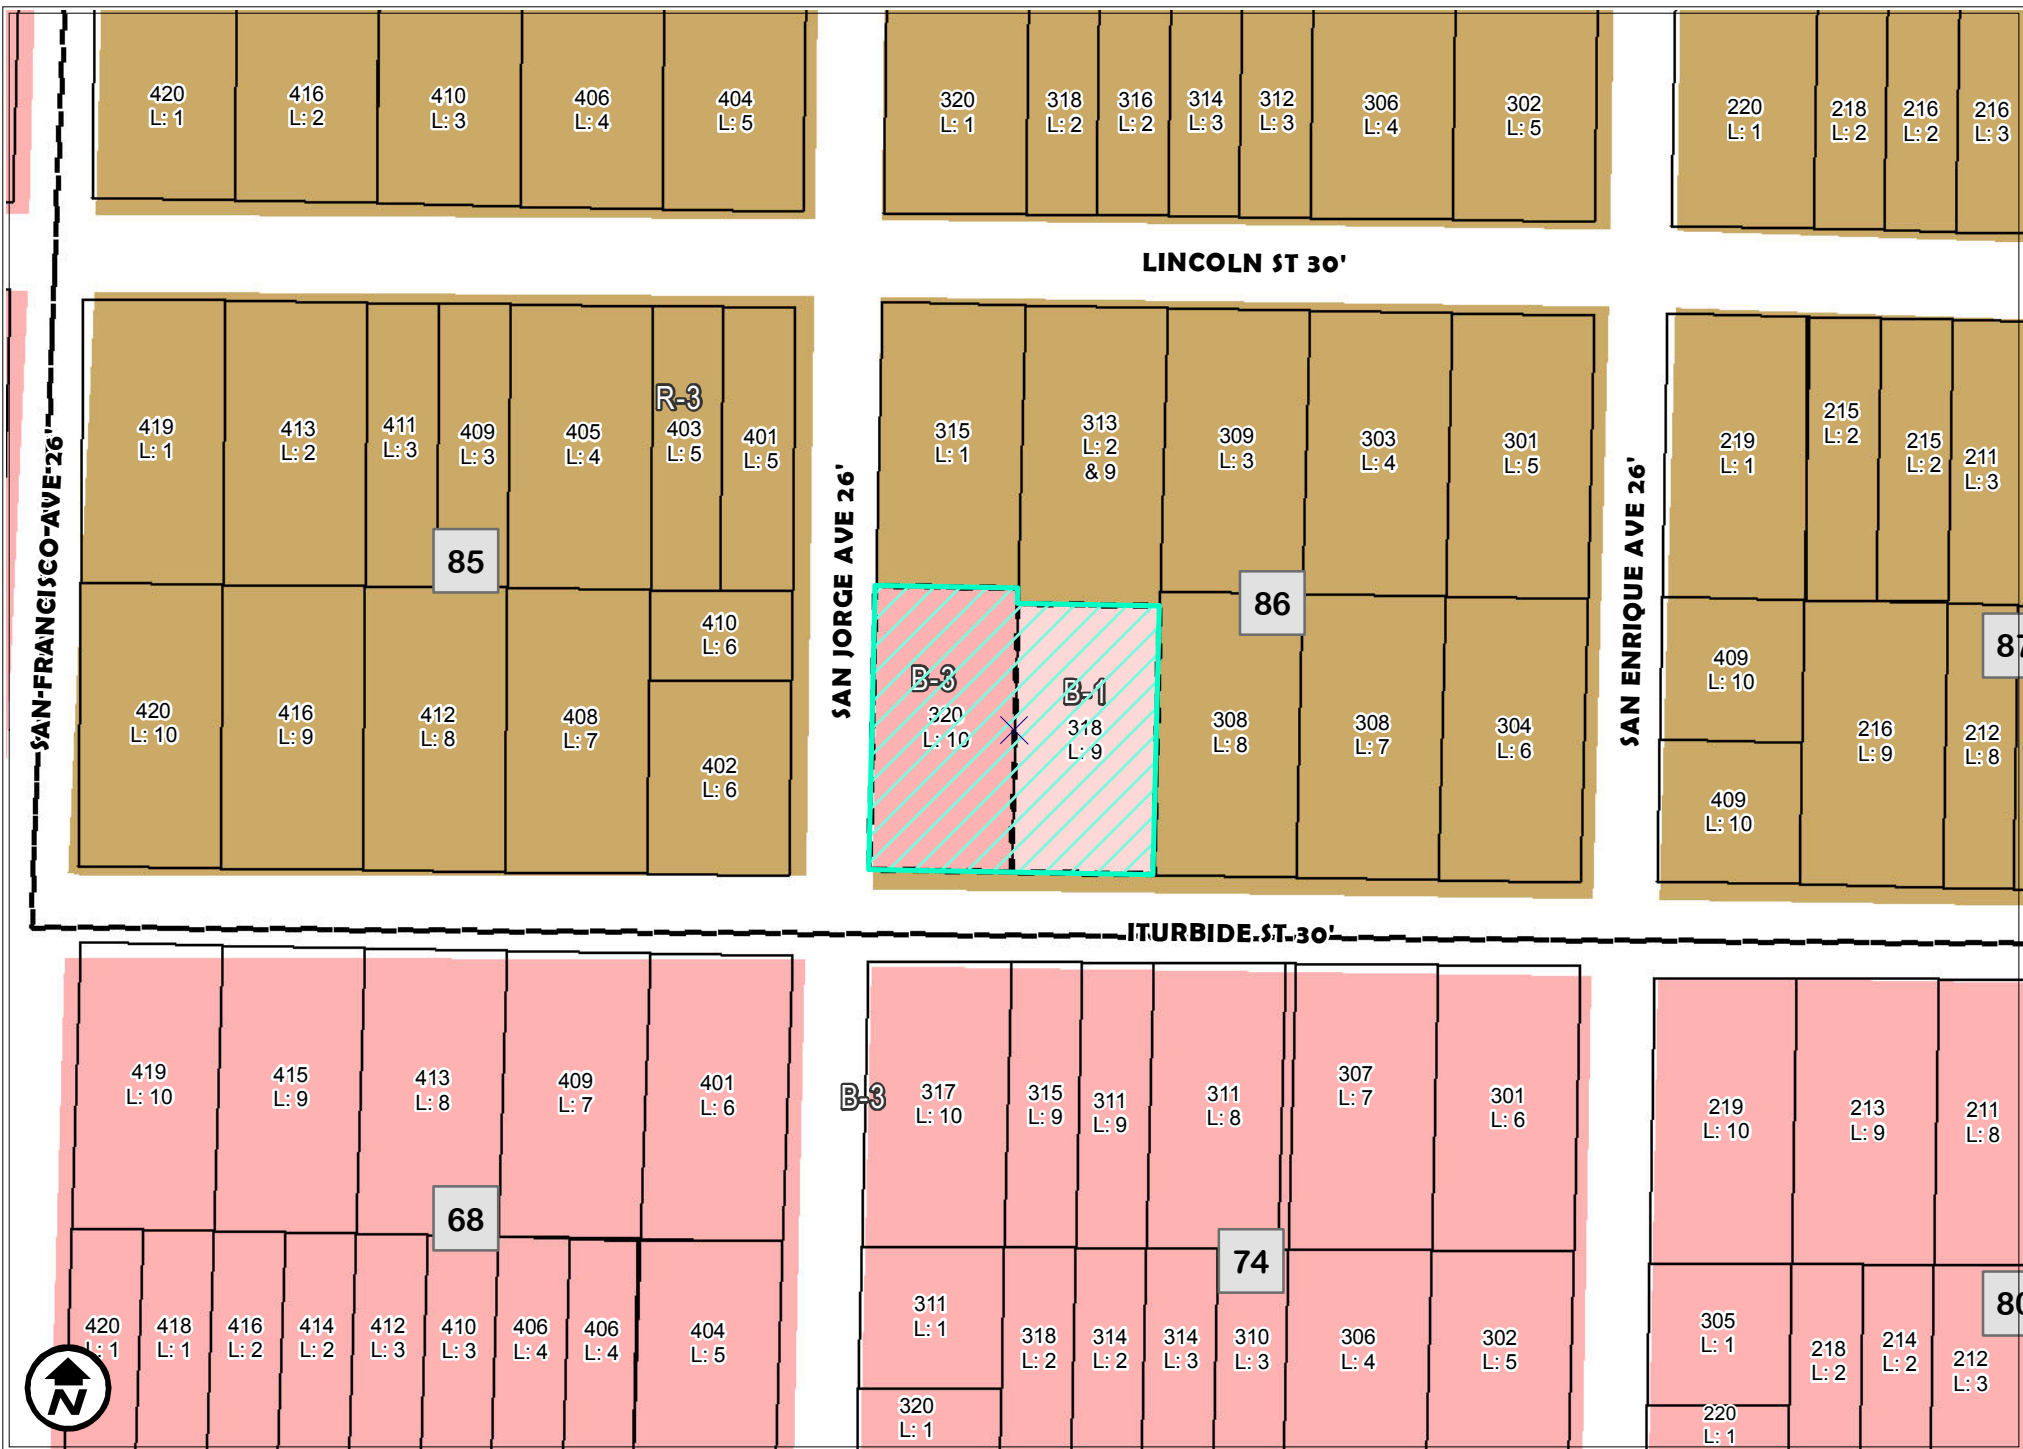 420
L: 1
416
L: 2
410
L: 3
406
L: 4
404
L: 5
320
L: 1
318
L: 2
316
L: 2
314
L: 3
312
L: 3
306
L: 4
302
L: 5
220
L: 1
218
L: 2
216
L: 2
216
L: 3
LINCOLN ST 30'
SAN FRANCISCO AVE 26'
419
L: 1
413
L: 2
411
L: 3
409
L: 3
405
L: 4
R-3
403
L: 5
401
L: 5
85
420
L: 10
416
L: 9
412
L: 8
408
L: 7
410
L: 6
402
L: 6
SAN JORGE AVE 26'
315
L: 1
313
L: 2
& 9
309
L: 3
303
L: 4
301
L: 5
86
B-3
320
L: 10
B-1
318
L: 9
308
L: 8
308
L: 7
304
L: 6
SAN ENRIQUE AVE 26'
219
L: 1
215
L: 2
215
L: 2
211
L: 3
87
409
L: 10
409
L: 10
216
L: 9
212
L: 8
ITURBIDE ST 30'
419
L: 10
415
L: 9
413
L: 8
409
L: 7
401
L: 6
68
420
L: 1
418
L: 1
416
L: 2
414
L: 2
412
L: 3
410
L: 3
406
L: 4
406
L: 4
404
L: 5
B-3
317
L: 10
315
L: 9
311
L: 9
311
L: 8
307
L: 7
301
L: 6
74
311
L: 1
320
L: 1
318
L: 2
314
L: 2
314
L: 3
310
L: 3
306
L: 4
302
L: 5
219
L: 10
213
L: 9
211
L: 8
80
305
L: 1
220
L: 1
218
L: 2
214
L: 2
212
L: 3
N